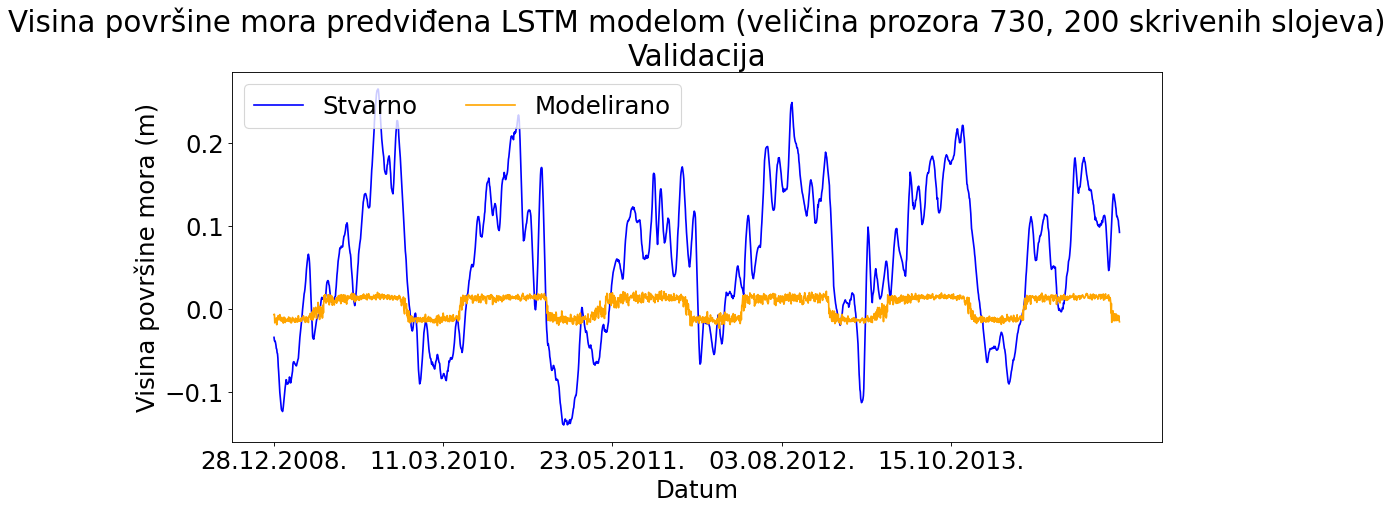 Visina površine mora predviđena LSTM modelom (veličina prozora 730, 200 skrivenih slojeva)
Validacija
Stvarno
Modelirano
Visina površine mora (m)
0.2
0.1
0.0
−0.1
28.12.2008.
11.03.2010.
23.05.2011.
03.08.2012.
15.10.2013.
Datum